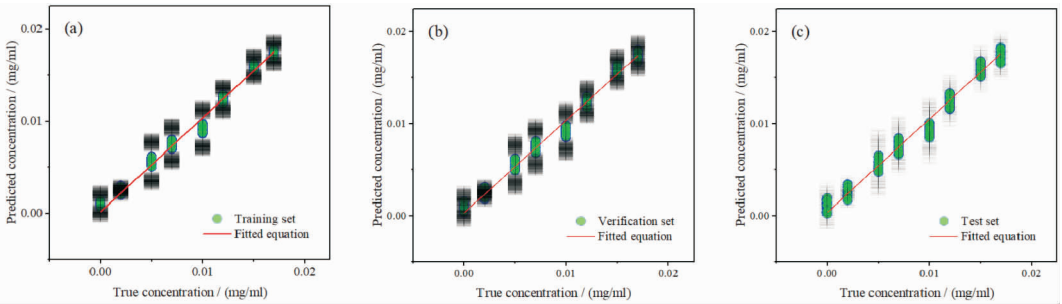 (a)
Predicted concentration / (mg/ml)
0.02
0.01
0.00
Training set
Fitted equation
0.00
0.01
0.02
True concentration / (mg/ml)
(b)
Predicted concentration / (mg/ml)
0.02
0.01
0.00
Verification set
Fitted equation
0.00
0.01
0.02
True concentration / (mg/ml)
(c)
Predicted concentration / (mg/ml)
0.02
0.01
0.00
Test set
Fitted equation
0.00
0.01
0.02
True concentration / (mg/ml)